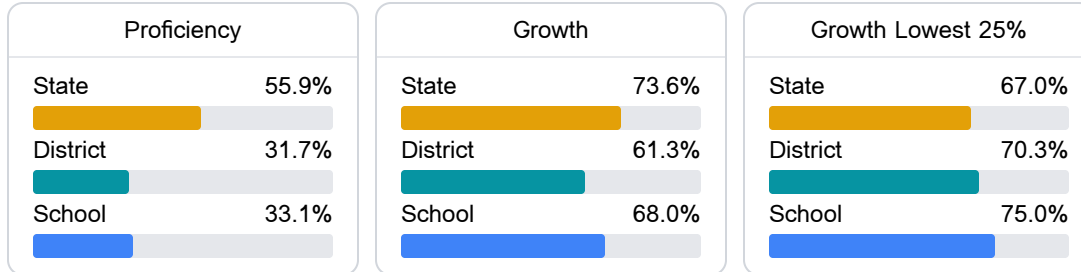 Proficiency
State 55.9%
District 31.7%
School 33.1%
Growth
State 73.6%
District 61.3%
School 68.0%
Growth Lowest 25%
State 67.0%
District 70.3%
School 75.0%